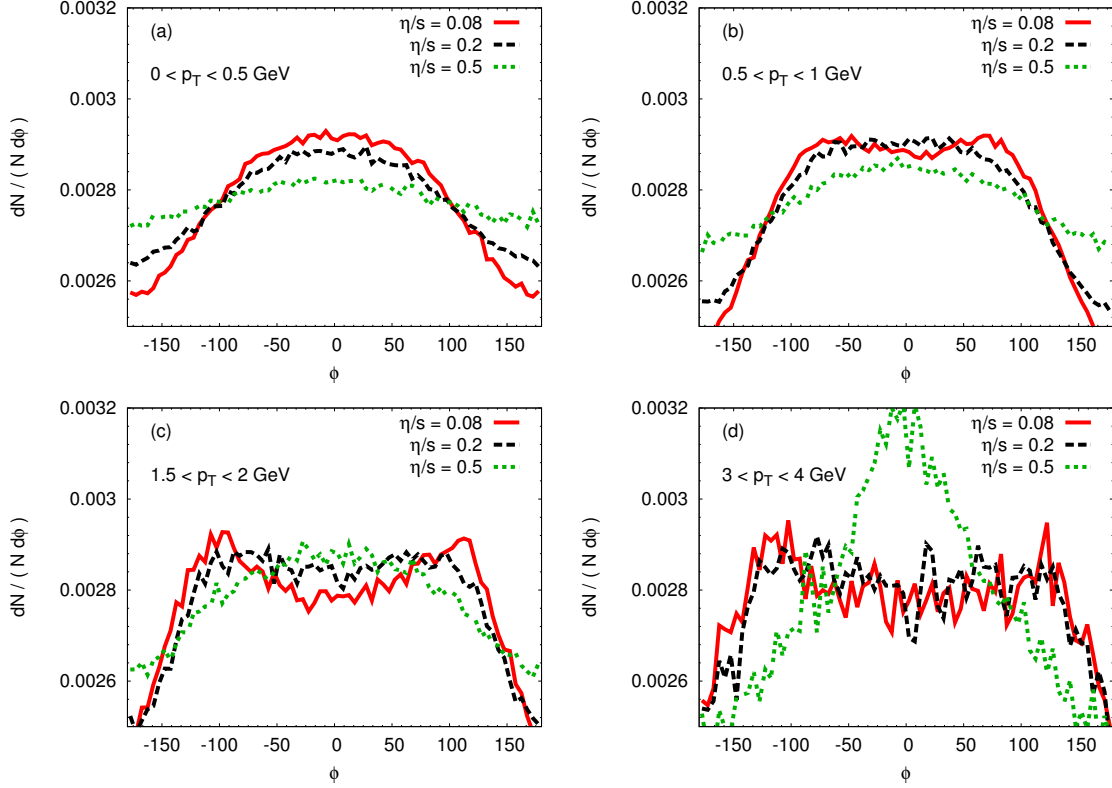 (a)
η/s = 0.08
η/s = 0.2
η/s = 0.5
0 < p_T < 0.5 GeV
0.0032
0.003
0.0028
0.0026
dN / ( N dϕ )
-150 -100 -50 0 50 100 150
ϕ
(b)
η/s = 0.08
η/s = 0.2
η/s = 0.5
0.5 < p_T < 1 GeV
0.0032
0.003
0.0028
0.0026
dN / ( N dϕ )
-150 -100 -50 0 50 100 150
ϕ
(c)
η/s = 0.08
η/s = 0.2
η/s = 0.5
1.5 < p_T < 2 GeV
0.0032
0.003
0.0028
0.0026
dN / ( N dϕ )
-150 -100 -50 0 50 100 150
ϕ
(d)
η/s = 0.08
η/s = 0.2
η/s = 0.5
3 < p_T < 4 GeV
0.0032
0.003
0.0028
0.0026
dN / ( N dϕ )
-150 -100 -50 0 50 100 150
ϕ